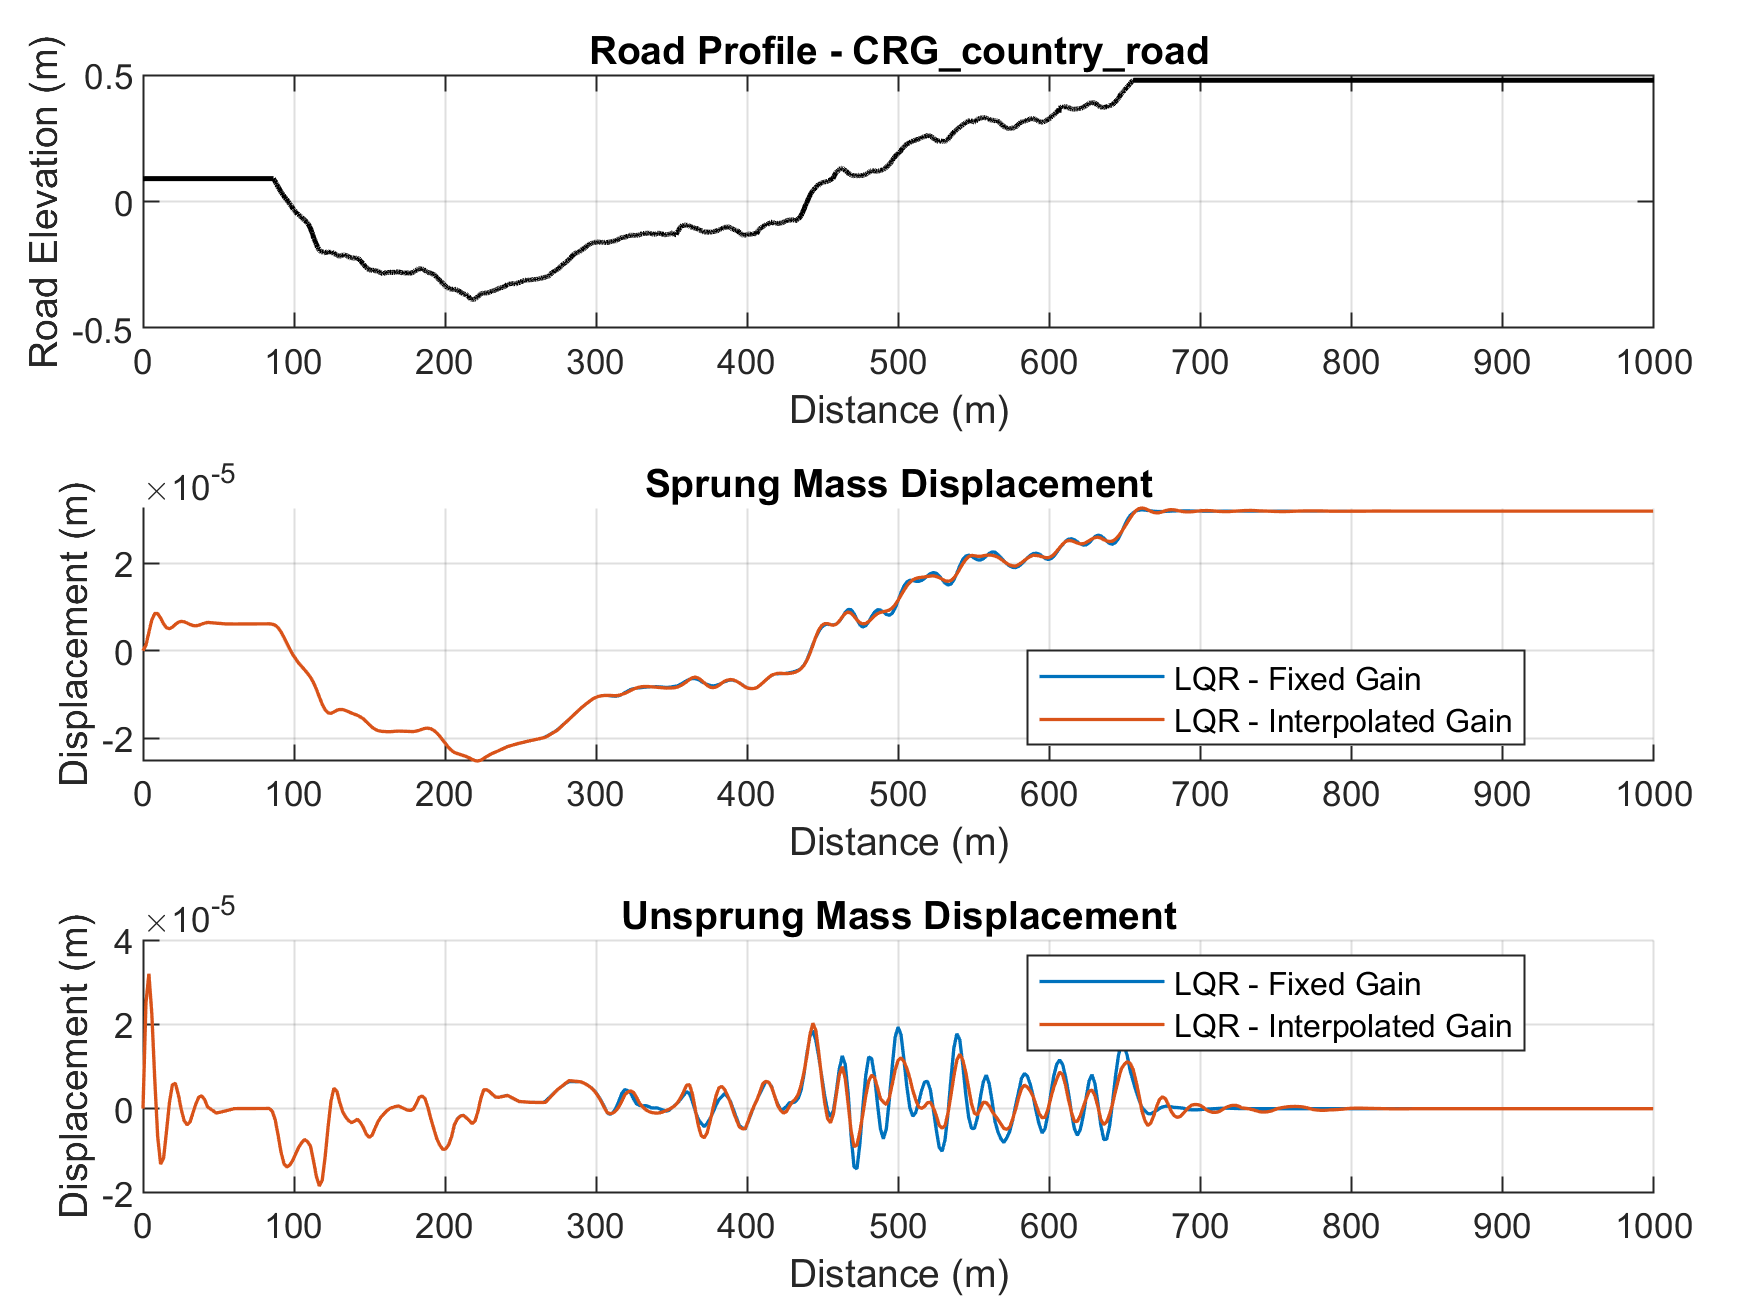 Road Profile - CRG_country_road
Road Elevation (m)
0.5
0
-0.5
0 100 200 300 400 500 600 700 800 900 1000
Distance (m)
Sprung Mass Displacement
×10-5
Displacement (m)
2
0
-2
LQR - Fixed Gain
LQR - Interpolated Gain
0 100 200 300 400 500 600 700 800 900 1000
Distance (m)
Unsprung Mass Displacement
×10-5
Displacement (m)
4
2
0
-2
LQR - Fixed Gain
LQR - Interpolated Gain
0 100 200 300 400 500 600 700 800 900 1000
Distance (m)